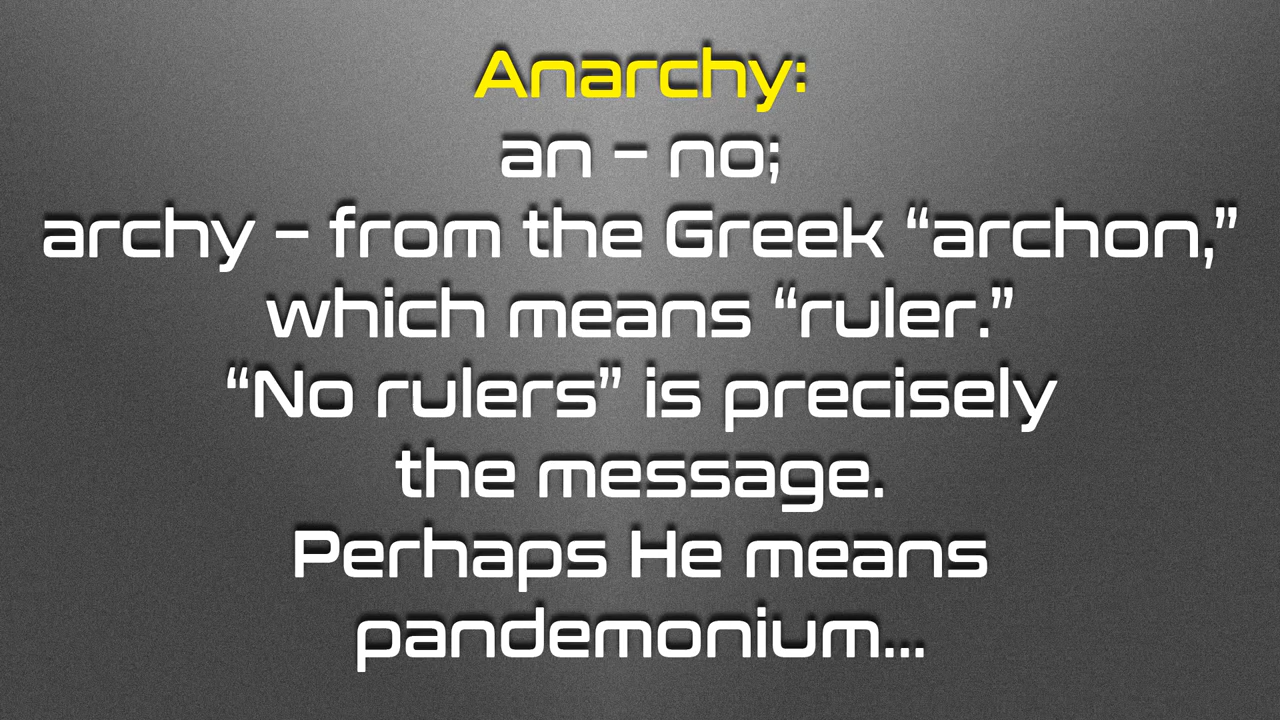 Anarchy:
an – no;
archy – from the Greek “archon,”
which means “ruler.”
“No rulers” is precisely
the message.
Perhaps He means
pandemonium...